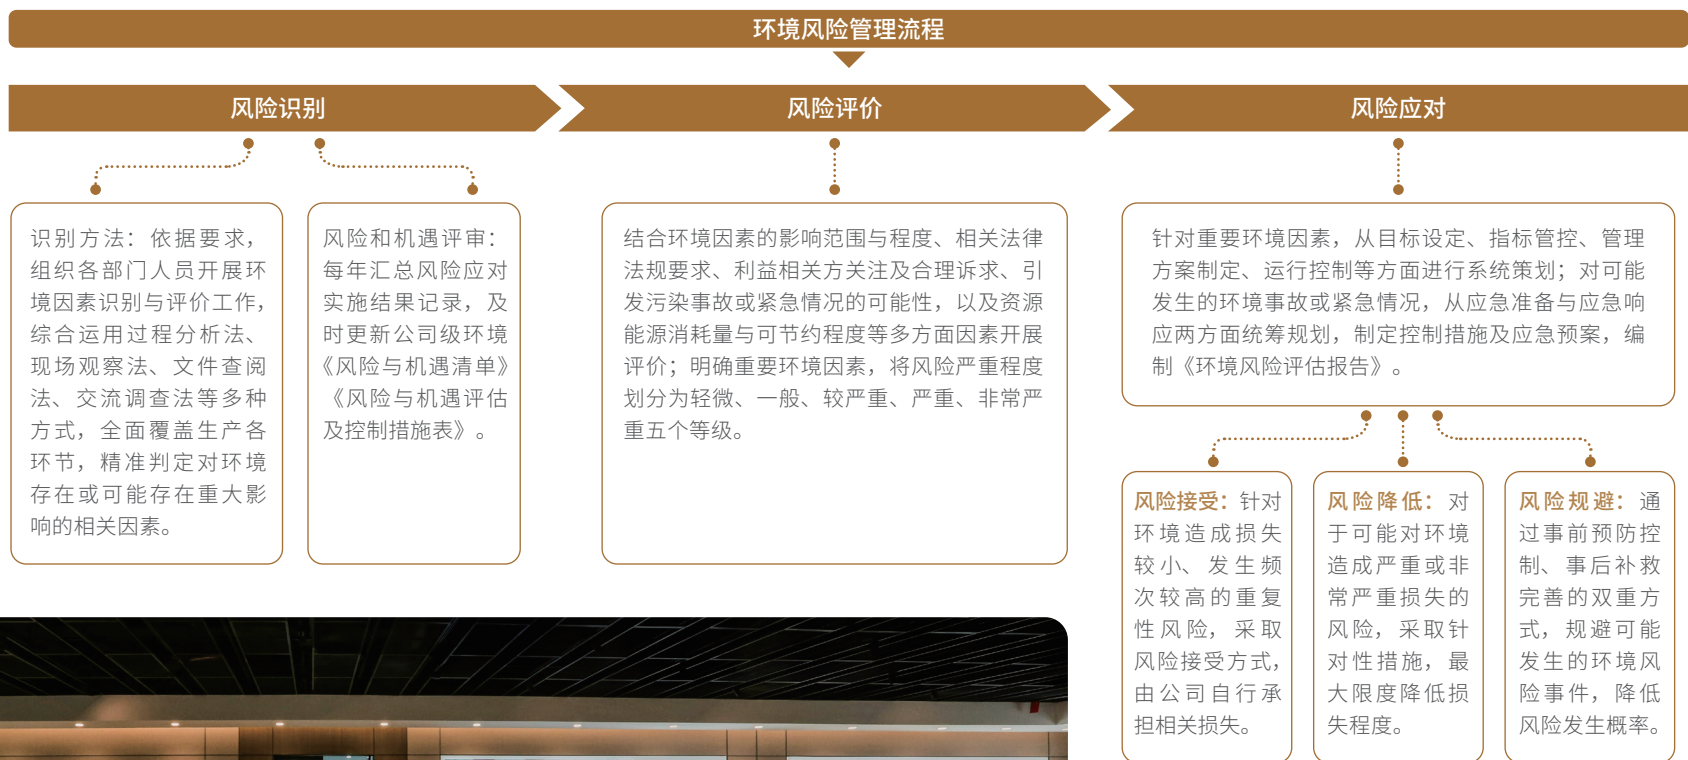 环境风险管理流程
风险识别
风险评价
风险应对
识别方法：依据要求，
组织各部门人员开展环
境因素识别与评价工作，
综合运用过程分析法、
现场观察法、文件查阅
法、交流调查法等多种
方式，全面覆盖生产各
环节，精准判定对环境
存在或可能存在重大影
响的相关因素。
风险和机遇评审：
每年汇总风险应对
实施结果记录，及
时更新公司级环境
《风险与机遇清单》
《风险与机遇评估
及控制措施表》。
结合环境因素的影响范围与程度、相关法律
法规要求、利益相关方关注及合理诉求、引
发污染事故或紧急情况的可能性，以及资源
能源消耗量与可节约程度等多方面因素开展
评价；明确重要环境因素，将风险严重程度
划分为轻微、一般、较严重、严重、非常严
重五个等级。
针对重要环境因素，从目标设定、指标管控、管理
方案制定、运行控制等方面进行系统策划；对可能
发生的环境事故或紧急情况，从应急准备与应急响
应两方面统筹规划，制定控制措施及应急预案，编
制《环境风险评估报告》。
风险接受：针对
环境造成损失
较小、发生频
次较高的重复
性风险，采取
风险接受方式，
由公司自行承
担相关损失。
风险降低：对
于可能对环境
造成严重或非
常严重损失的
风险，采取针
对性措施，最
大限度降低损
失程度。
风险规避：通
过事前预防控
制、事后补救
完善的双重方
式，规避可能
发生的环境风
险事件，降低
风险发生概率。